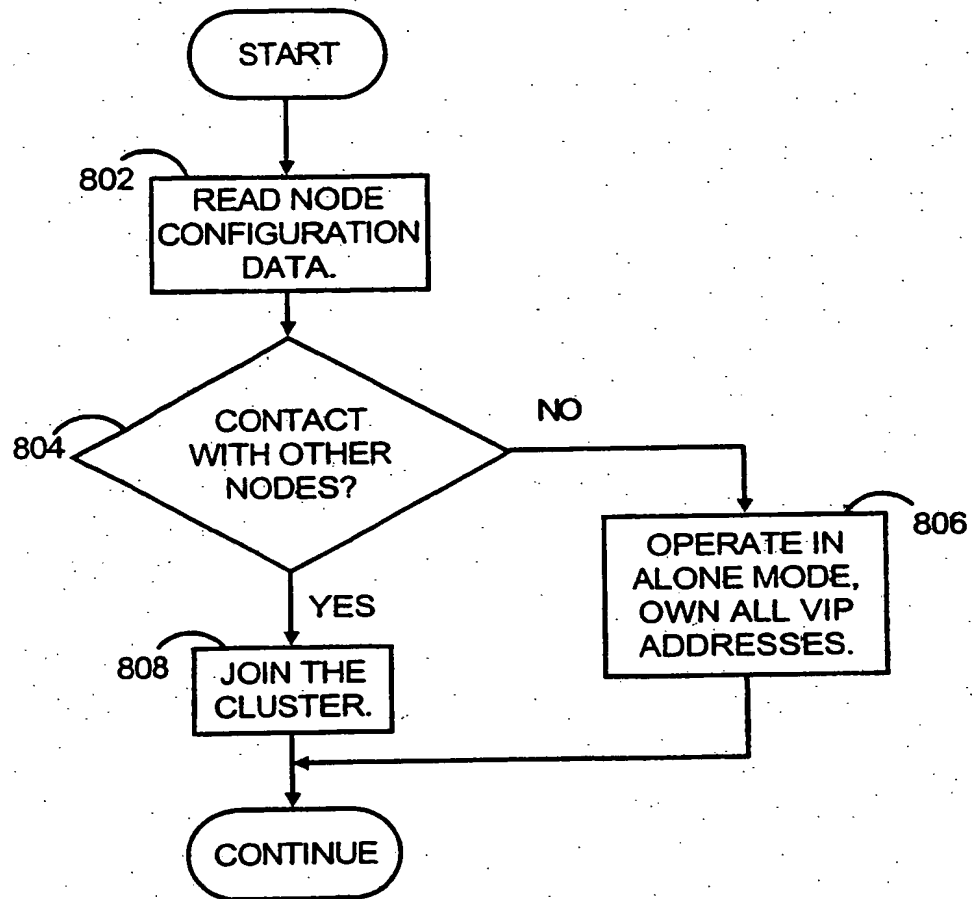 START
802
READ NODE
CONFIGURATION
DATA.
804
CONTACT
WITH OTHER
NODES?
NO
806
OPERATE IN
ALONE MODE,
OWN ALL VIP
ADDRESSES.
YES
808
JOIN THE
CLUSTER.
CONTINUE